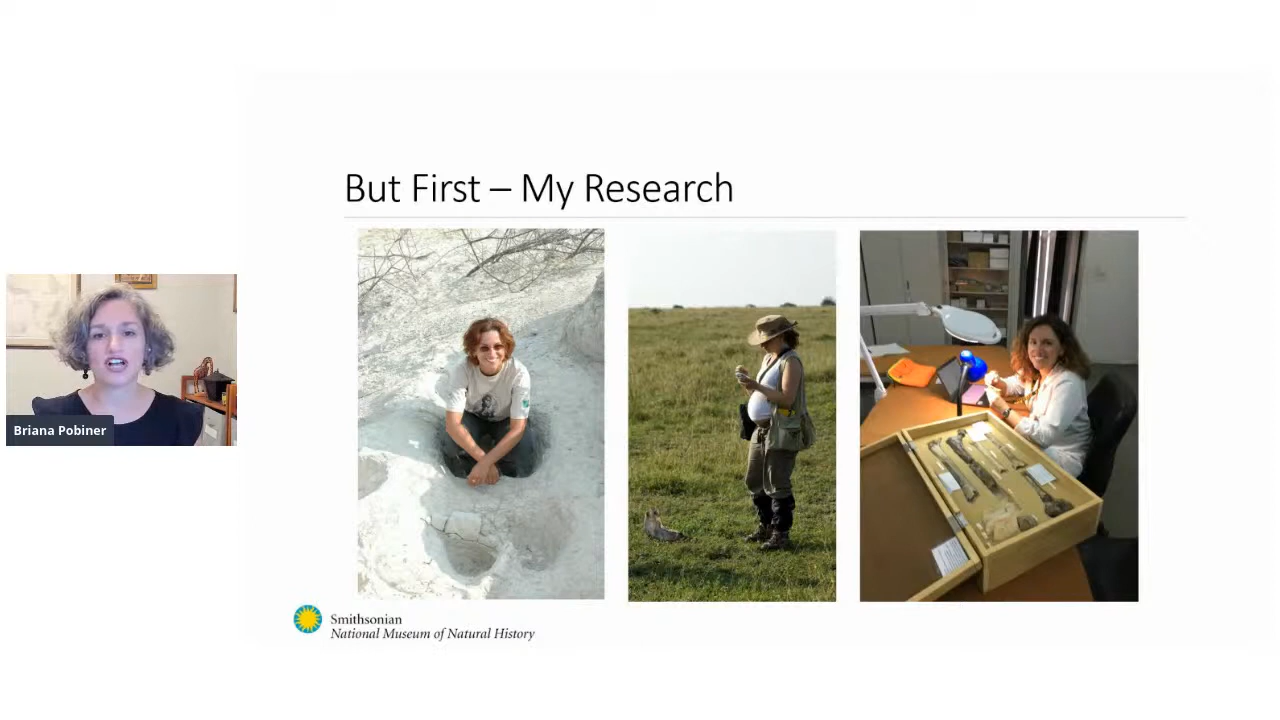 But First – My Research
Briana Pobiner
Smithsonian
National Museum of Natural History